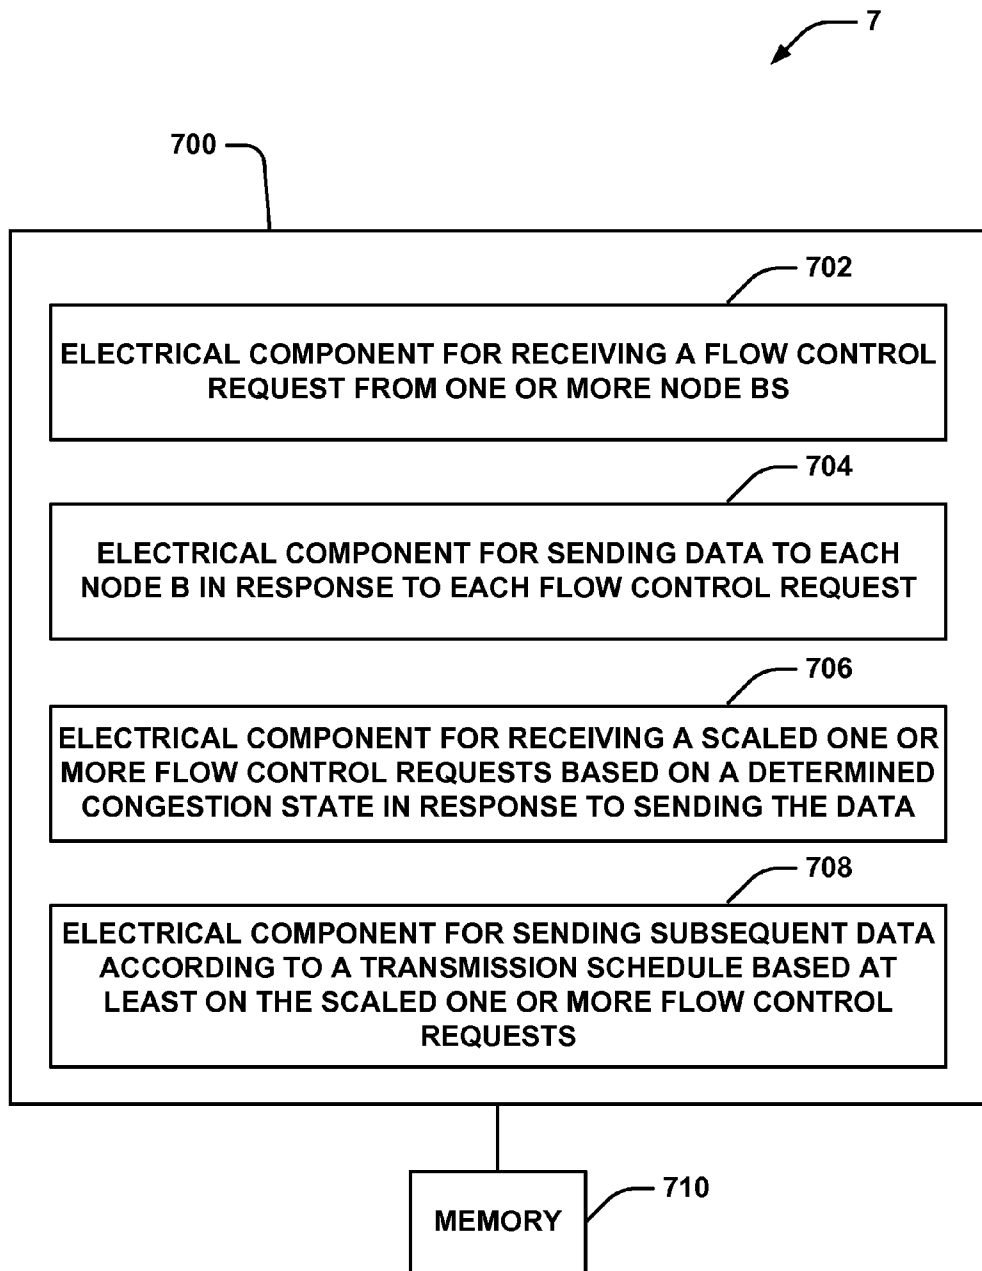 7
700
702
ELECTRICAL COMPONENT FOR RECEIVING A FLOW CONTROL
REQUEST FROM ONE OR MORE NODE BS
704
ELECTRICAL COMPONENT FOR SENDING DATA TO EACH
NODE B IN RESPONSE TO EACH FLOW CONTROL REQUEST
706
ELECTRICAL COMPONENT FOR RECEIVING A SCALED ONE OR
MORE FLOW CONTROL REQUESTS BASED ON A DETERMINED
CONGESTION STATE IN RESPONSE TO SENDING THE DATA
708
ELECTRICAL COMPONENT FOR SENDING SUBSEQUENT DATA
ACCORDING TO A TRANSMISSION SCHEDULE BASED AT
LEAST ON THE SCALED ONE OR MORE FLOW CONTROL
REQUESTS
710
MEMORY